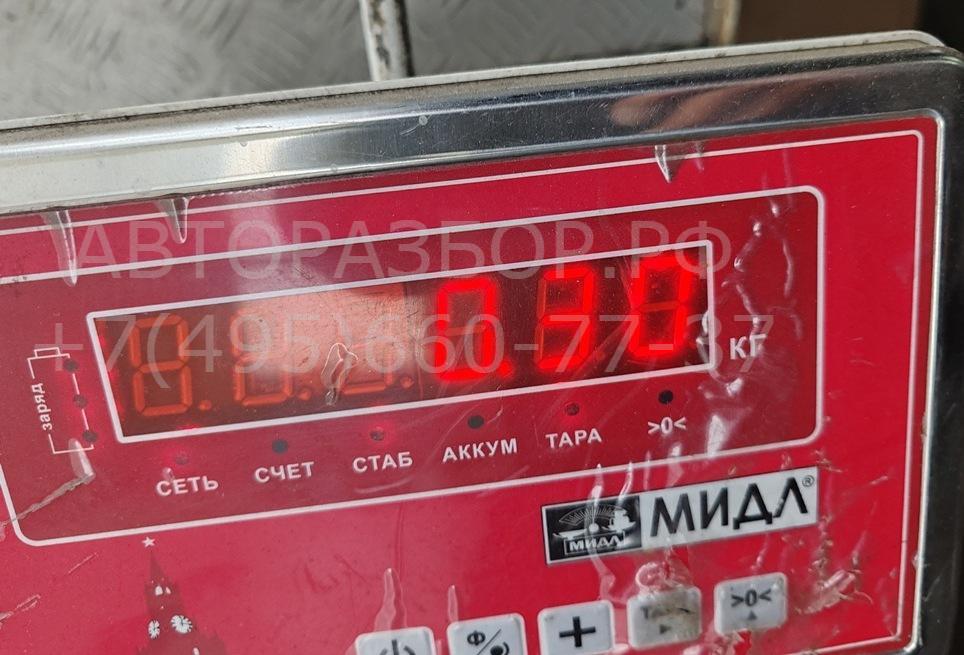 АВТОРАЗБОР.РФ
+7(495)660-77-37
0.30
КГ
заряд
СЕТЬ СЧЕТ СТАБ АККУМ ТАРА >0<
МИДЛ МИДЛ®
Ф + >0<